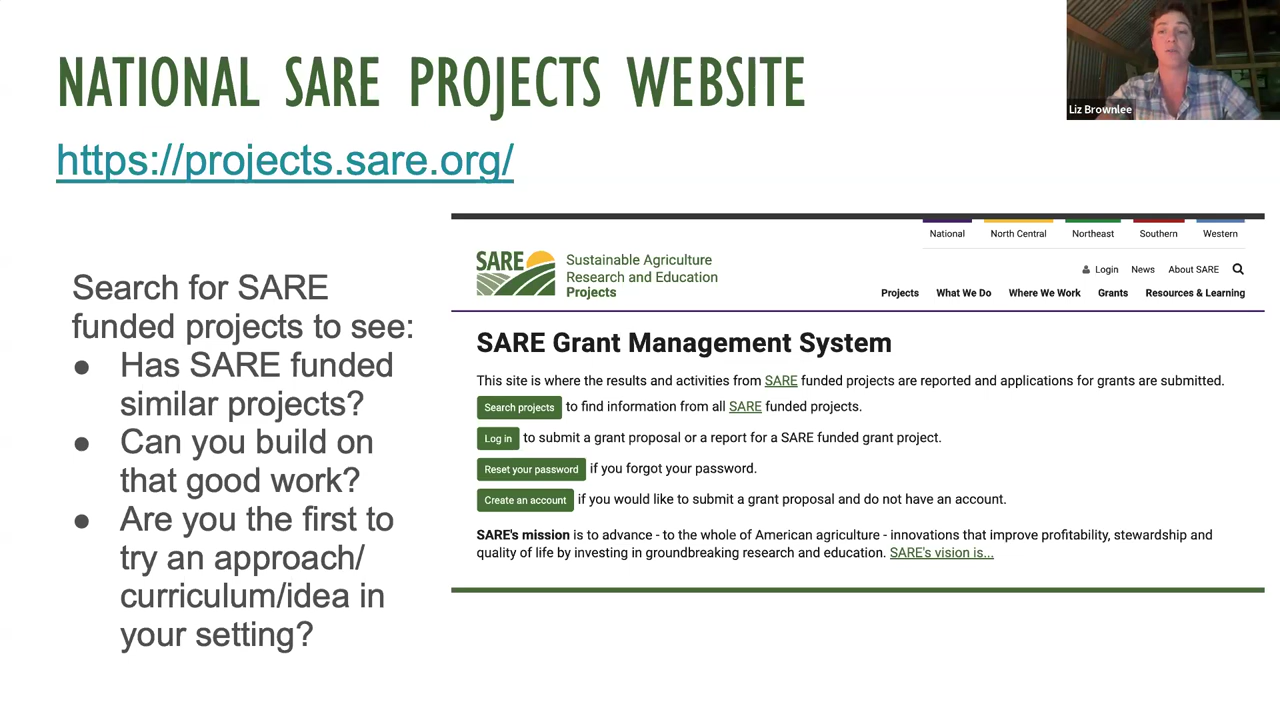 NATIONAL SARE PROJECTS WEBSITE
https://projects.sare.org/
Liz Brownlee
Search for SARE
funded projects to see:
● Has SARE funded
similar projects?
● Can you build on
that good work?
● Are you the first to
try an approach/
curriculum/idea in
your setting?
National North Central Northeast Southern Western
SARE
Sustainable Agriculture
Research and Education
Projects
Login News About SARE
Projects What We Do Where We Work Grants Resources & Learning
SARE Grant Management System
This site is where the results and activities from SARE funded projects are reported and applications for grants are submitted.
Search projects to find information from all SARE funded projects.
Log in to submit a grant proposal or a report for a SARE funded grant project.
Reset your password if you forgot your password.
Create an account if you would like to submit a grant proposal and do not have an account.
SARE's mission is to advance - to the whole of American agriculture - innovations that improve profitability, stewardship and
quality of life by investing in groundbreaking research and education. SARE's vision is...